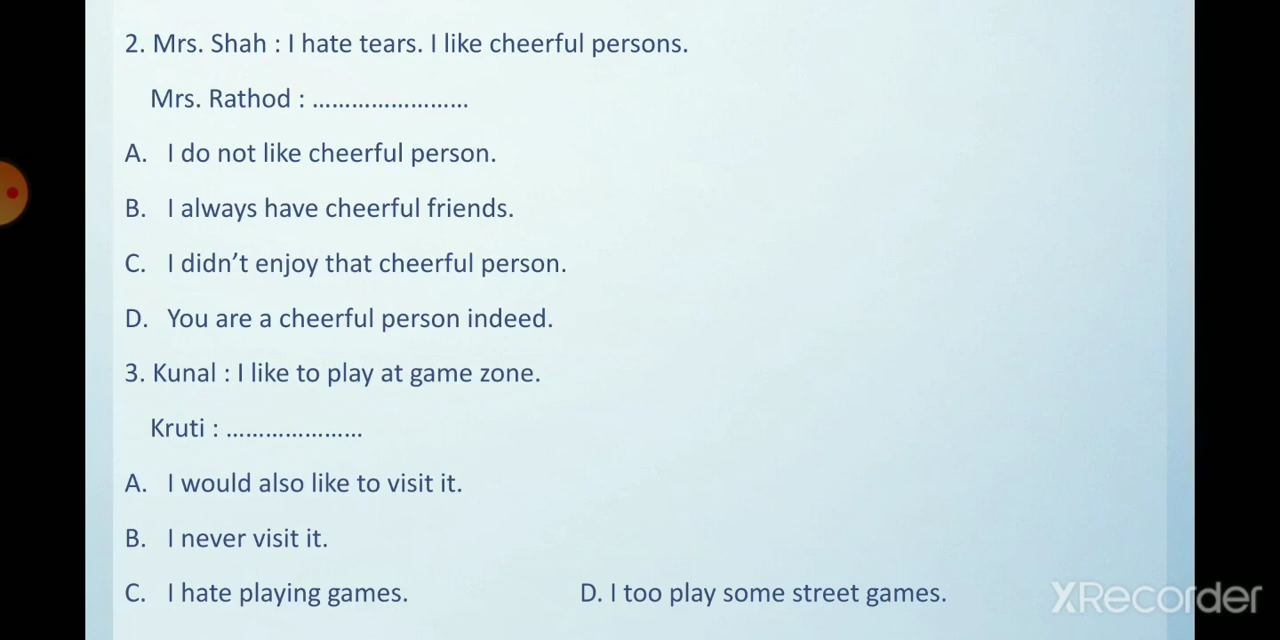 2. Mrs. Shah : I hate tears. I like cheerful persons.
Mrs. Rathod : ........................
A. I do not like cheerful person.
B. I always have cheerful friends.
C. I didn't enjoy that cheerful person.
D. You are a cheerful person indeed.
3. Kunal : I like to play at game zone.
Kruti : .....................
A. I would also like to visit it.
B. I never visit it.
C. I hate playing games. D. I too play some street games.
XRecorder